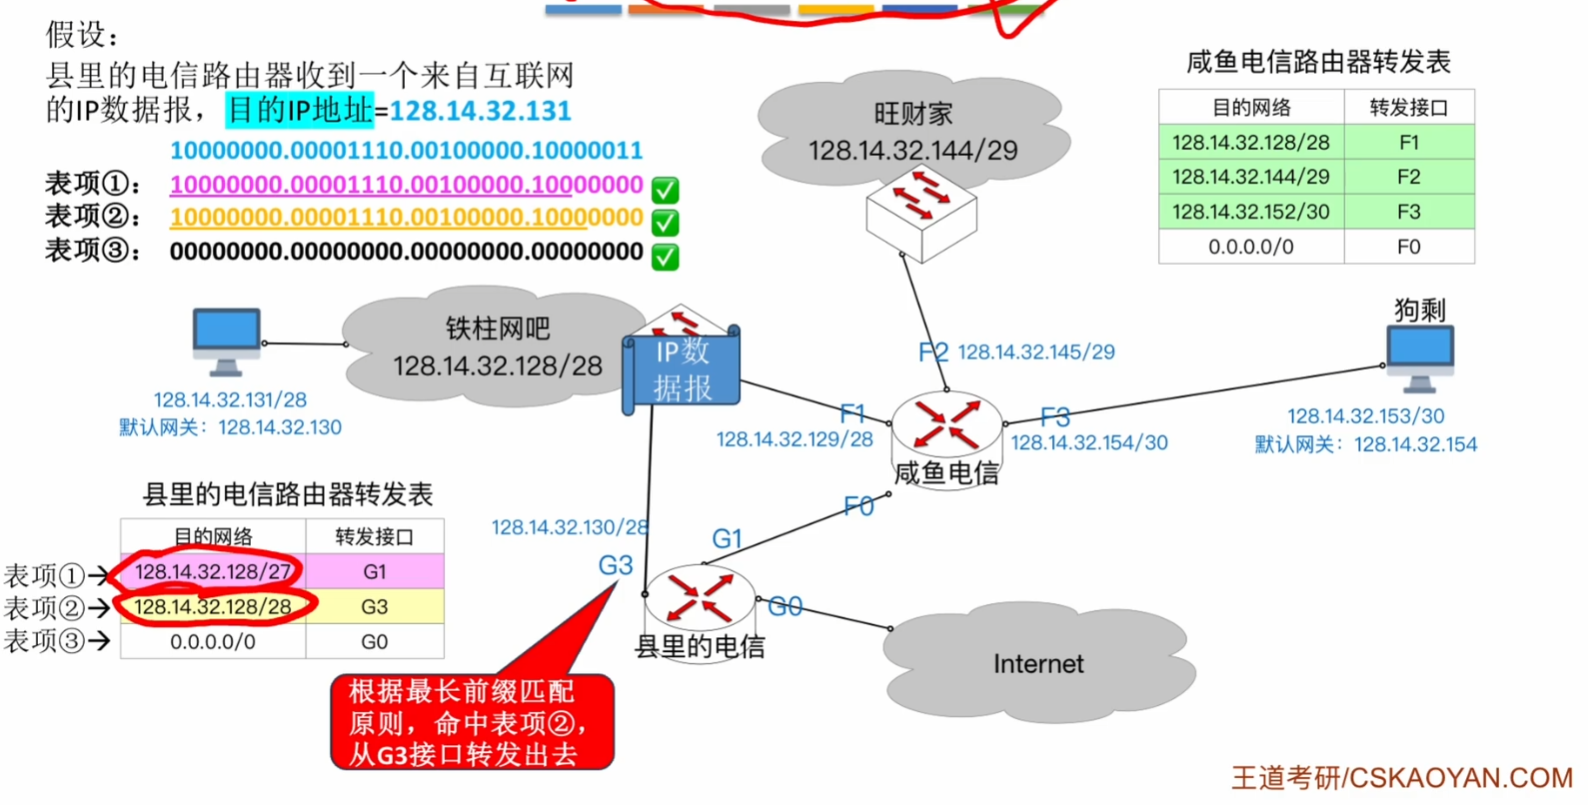 假设：
县里的电信路由器收到一个来自互联网
的IP数据报，目的IP地址=128.14.32.131
10000000.00001110.00100000.10000011
表项①： 10000000.00001110.00100000.10000000
表项②： 10000000.00001110.00100000.10000000
表项③： 00000000.00000000.00000000.00000000
旺财家
128.14.32.144/29
咸鱼电信路由器转发表
目的网络 转发接口
128.14.32.128/28 F1
128.14.32.144/29 F2
128.14.32.152/30 F3
0.0.0.0/0 F0
铁柱网吧
128.14.32.128/28
IP数
据报
128.14.32.131/28
默认网关：128.14.32.130
F2 128.14.32.145/29
狗剩
F1
128.14.32.129/28
F3
128.14.32.154/30
128.14.32.153/30
默认网关：128.14.32.154
咸鱼电信
F0
县里的电信路由器转发表
目的网络 转发接口
表项①→ 128.14.32.128/27 G1
表项②→ 128.14.32.128/28 G3
表项③→ 0.0.0.0/0 G0
128.14.32.130/28
G1
G3
G0
县里的电信
Internet
根据最长前缀匹配
原则，命中表项②，
从G3接口转发出去
王道考研/CSKAOYAN.COM